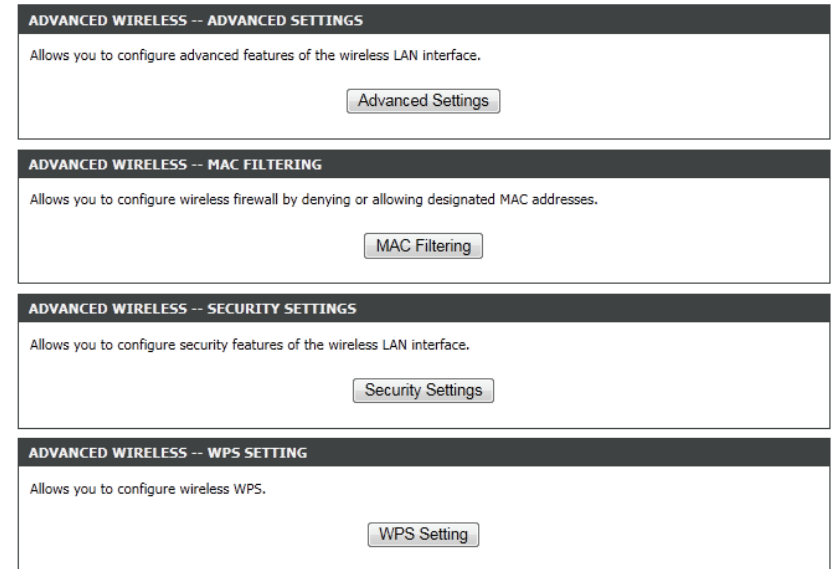 ADVANCED WIRELESS -- ADVANCED SETTINGS
Allows you to configure advanced features of the wireless LAN interface.
Advanced Settings
ADVANCED WIRELESS -- MAC FILTERING
Allows you to configure wireless firewall by denying or allowing designated MAC addresses.
MAC Filtering
ADVANCED WIRELESS -- SECURITY SETTINGS
Allows you to configure security features of the wireless LAN interface.
Security Settings
ADVANCED WIRELESS -- WPS SETTING
Allows you to configure wireless WPS.
WPS Setting